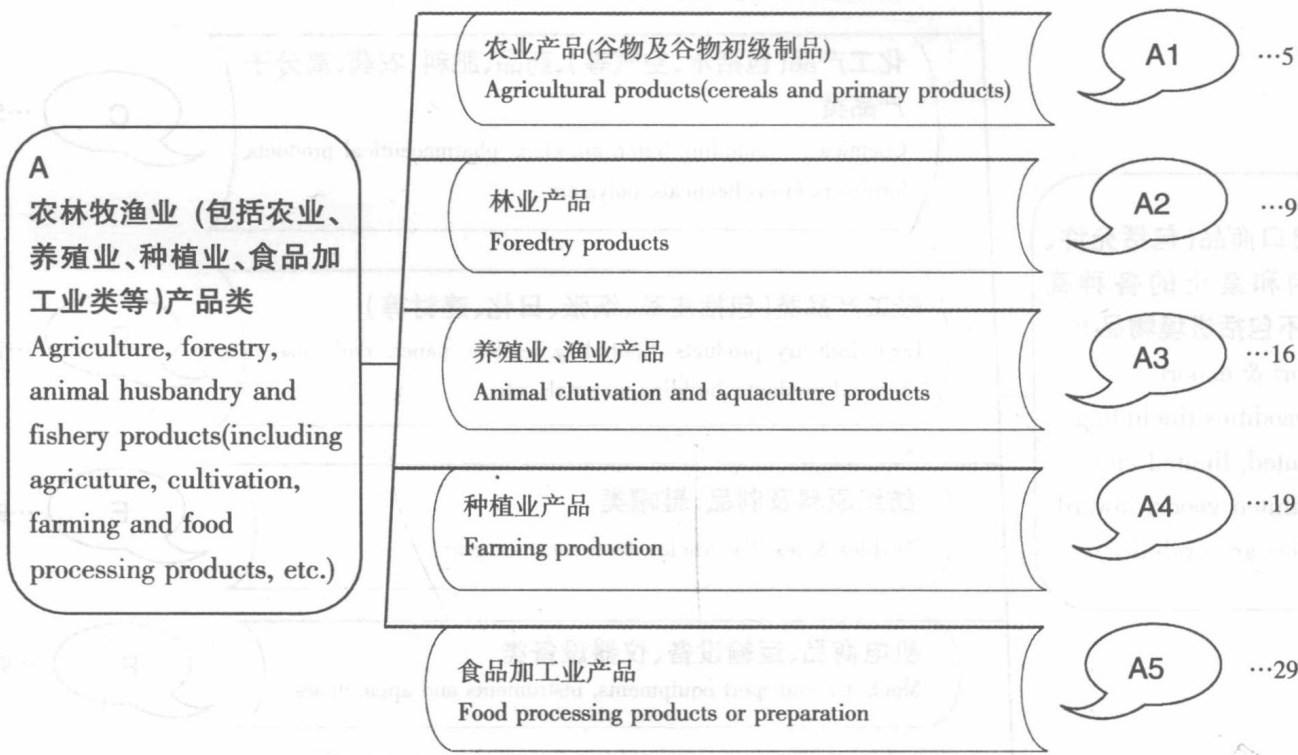 A
农林牧渔业 (包括农业、
养殖业、种植业、食品加
工业类等)产品类
Agriculture, forestry,
animal husbandry and
fishery products(including
agricuture, cultivation,
farming and food
processing products, etc.)
农业产品(谷物及谷物初级制品)
Agricultural products(cereals and primary products)
A1 …5
林业产品
Foredtry products
A2 …9
养殖业、渔业产品
Animal clutivation and aquaculture products
A3 …16
种植业产品
Farming production
A4 …19
食品加工业产品
Food processing products or preparation
A5 …29